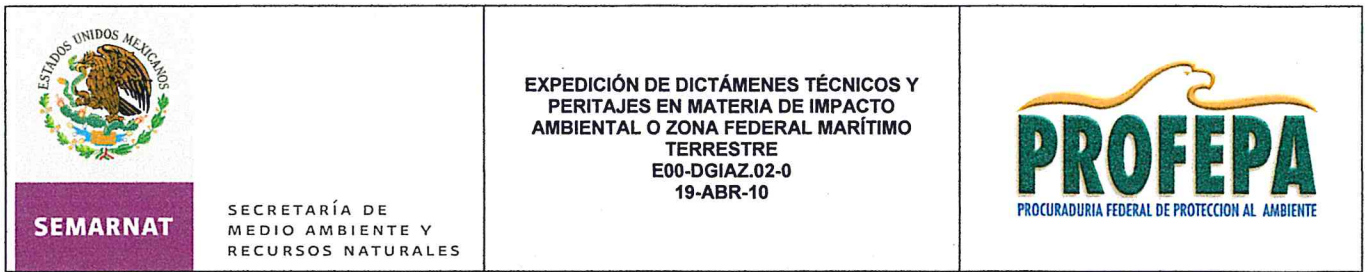 ESTADOS UNIDOS MEXICANOS
SEMARNAT
SECRETARÍA DE
MEDIO AMBIENTE Y
RECURSOS NATURALES
EXPEDICIÓN DE DICTÁMENES TÉCNICOS Y
PERITAJES EN MATERIA DE IMPACTO
AMBIENTAL O ZONA FEDERAL MARÍTIMO
TERRESTRE
E00-DGIAZ.02-0
19-ABR-10
PROFEPA
PROCURADURIA FEDERAL DE PROTECCION AL AMBIENTE